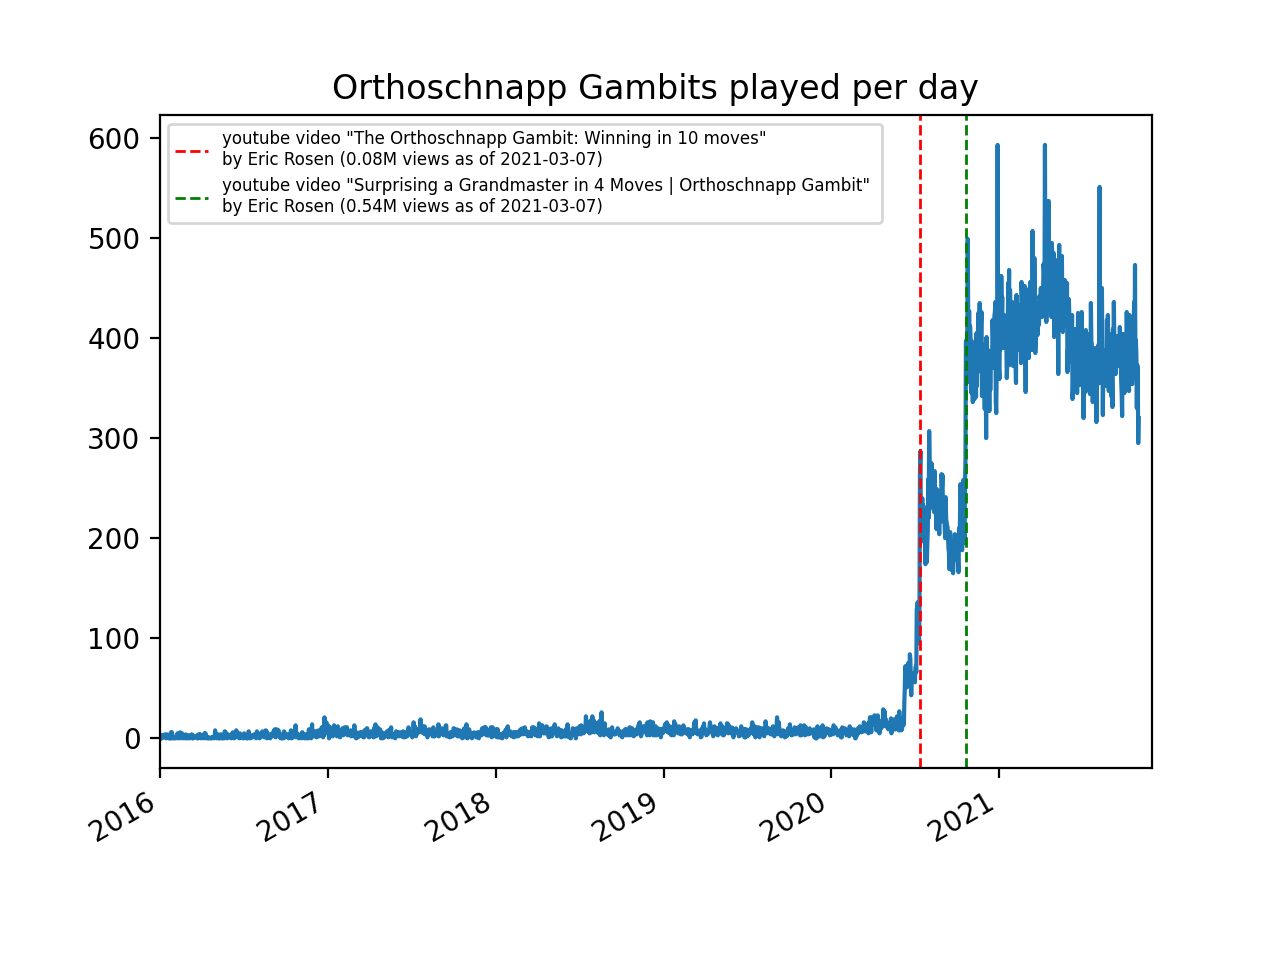 Orthoschnapp Gambits played per day
youtube video "The Orthoschnapp Gambit: Winning in 10 moves"
by Eric Rosen (0.08M views as of 2021-03-07)
youtube video "Surprising a Grandmaster in 4 Moves | Orthoschnapp Gambit"
by Eric Rosen (0.54M views as of 2021-03-07)
600
500
400
300
200
100
0
2016
2017
2018
2019
2020
2021